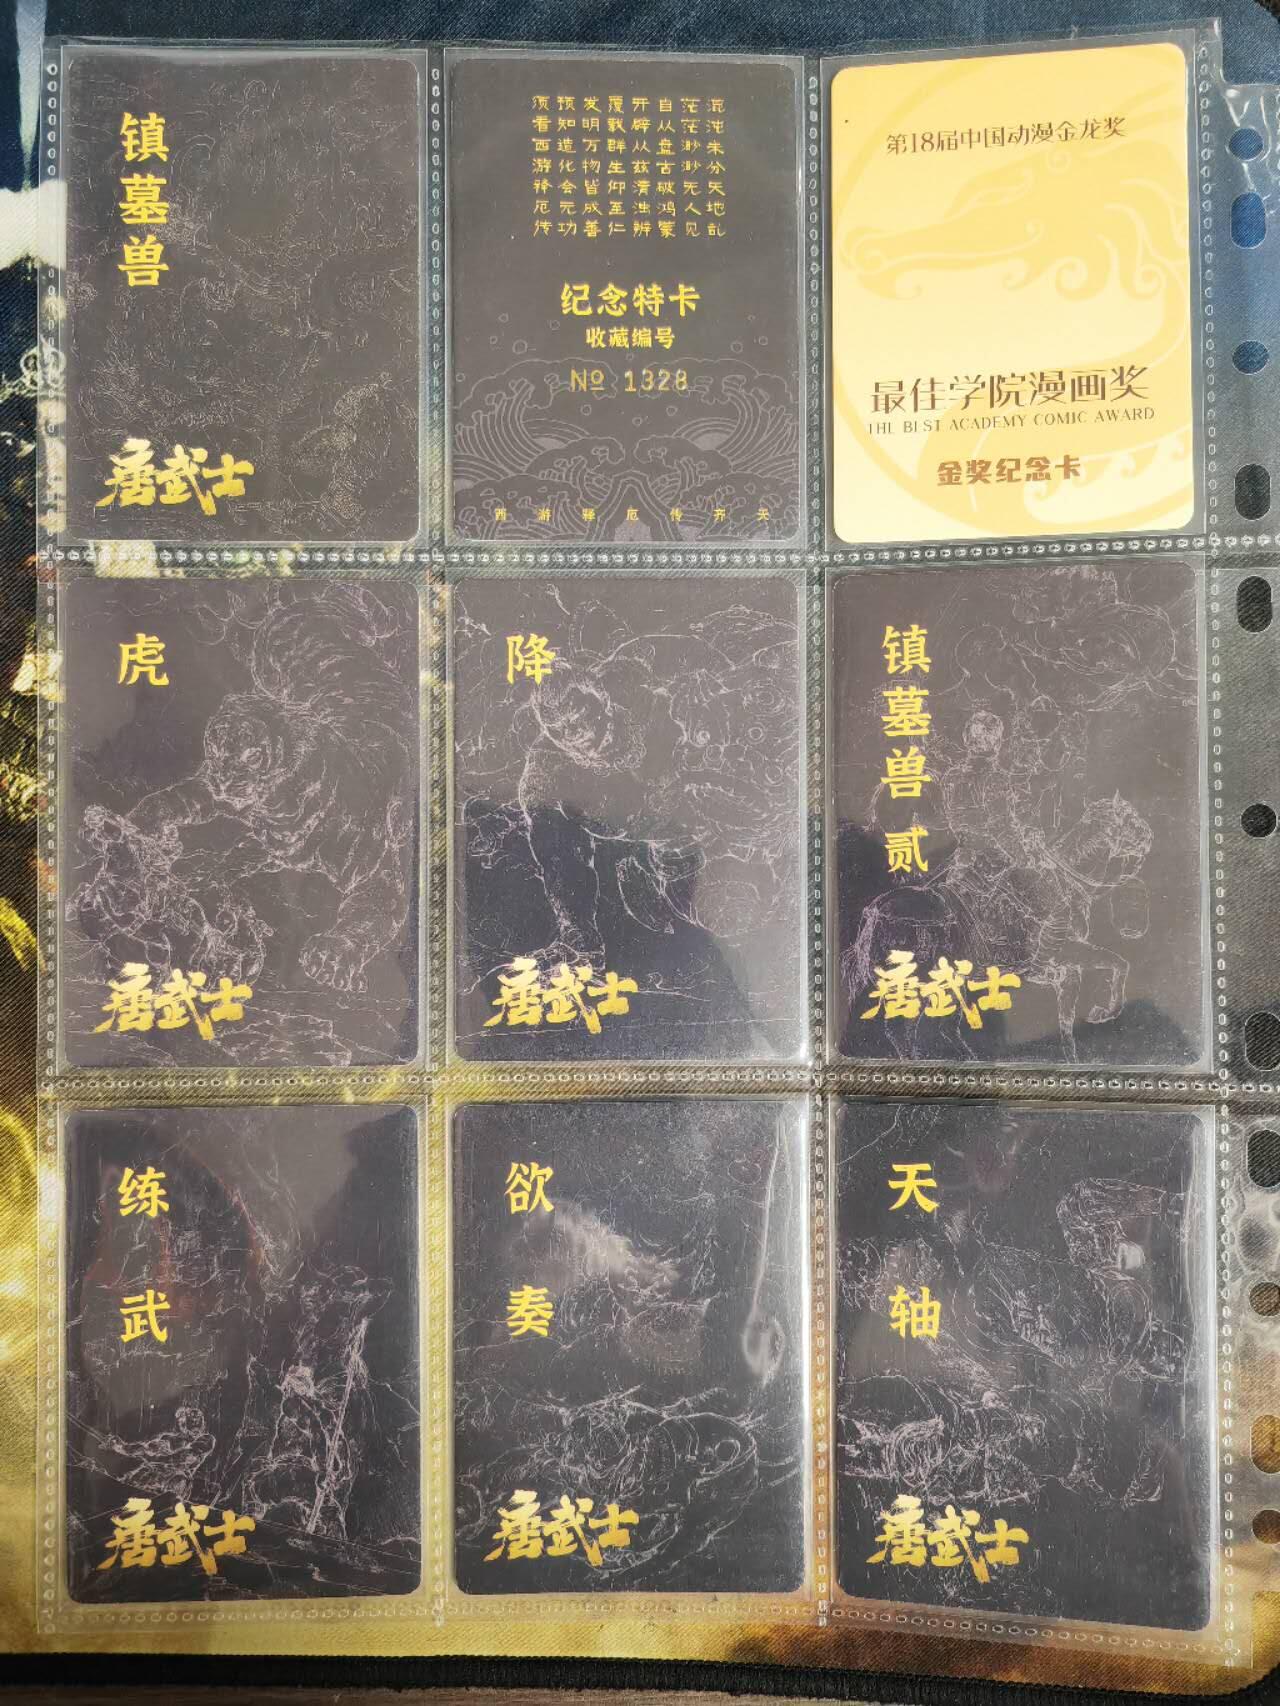 镇墓兽
唐武士
混沌未分天地乱
茫茫渺渺无人见
自从盘古破鸿蒙
开辟从兹清浊辨
覆载群生仰至仁
发明万物皆成善
预知造化会元功
须看西游释厄传
纪念特卡
收藏编号
Nº 1328
西游释厄传齐天
第18届中国动漫金龙奖
最佳学院漫画奖
THE BEST ACADEMY COMIC AWARD
金奖纪念卡
虎
唐武士
降
唐武士
镇墓兽贰
唐武士
练武
唐武士
欲奏
唐武士
天轴
唐武士